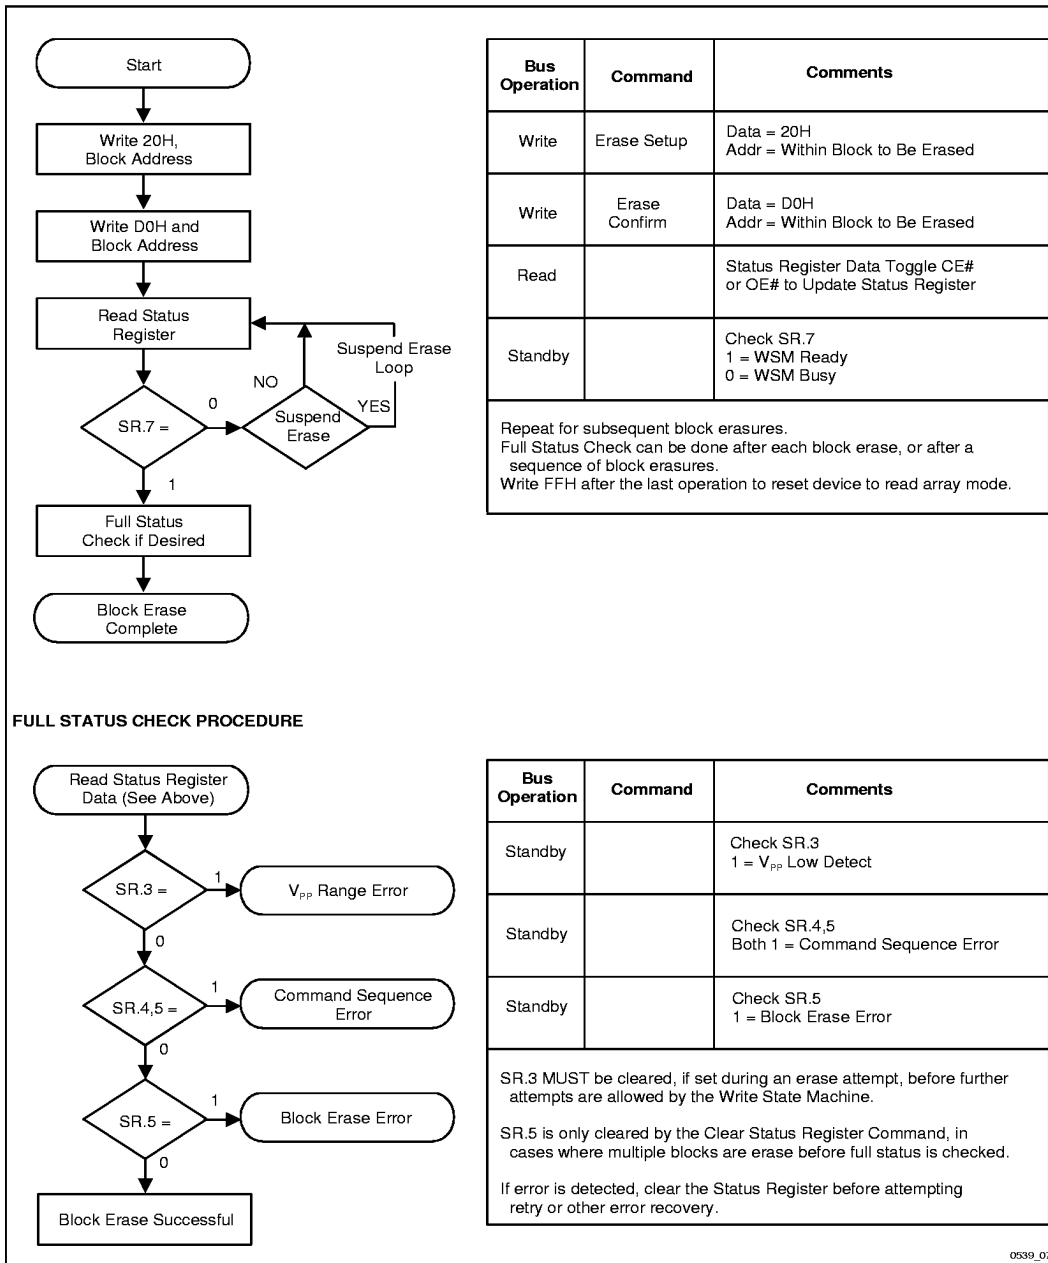 Start
Write 20H,
Block Address
Write D0H and
Block Address
Read Status
Register
Suspend Erase
Loop
NO
YES
0
SR.7 =
Suspend
Erase
1
Full Status
Check if Desired
Block Erase
Complete
Bus
Operation
Command
Comments
Write
Erase Setup
Data = 20H
Addr = Within Block to Be Erased
Write
Erase
Confirm
Data = D0H
Addr = Within Block to Be Erased
Read
Status Register Data Toggle CE#
or OE# to Update Status Register
Standby
Check SR.7
1 = WSM Ready
0 = WSM Busy
Repeat for subsequent block erasures.
Full Status Check can be done after each block erase, or after a
sequence of block erasures.
Write FFH after the last operation to reset device to read array mode.
FULL STATUS CHECK PROCEDURE
Read Status Register
Data (See Above)
SR.3 =
1
VPP Range Error
0
SR.4,5 =
1
Command Sequence
Error
0
SR.5 =
1
Block Erase Error
0
Block Erase Successful
Bus
Operation
Command
Comments
Standby
Check SR.3
1 = VPP Low Detect
Standby
Check SR.4,5
Both 1 = Command Sequence Error
Standby
Check SR.5
1 = Block Erase Error
SR.3 MUST be cleared, if set during an erase attempt, before further
attempts are allowed by the Write State Machine.
SR.5 is only cleared by the Clear Status Register Command, in
cases where multiple blocks are erase before full status is checked.
If error is detected, clear the Status Register before attempting
retry or other error recovery.
0539_07